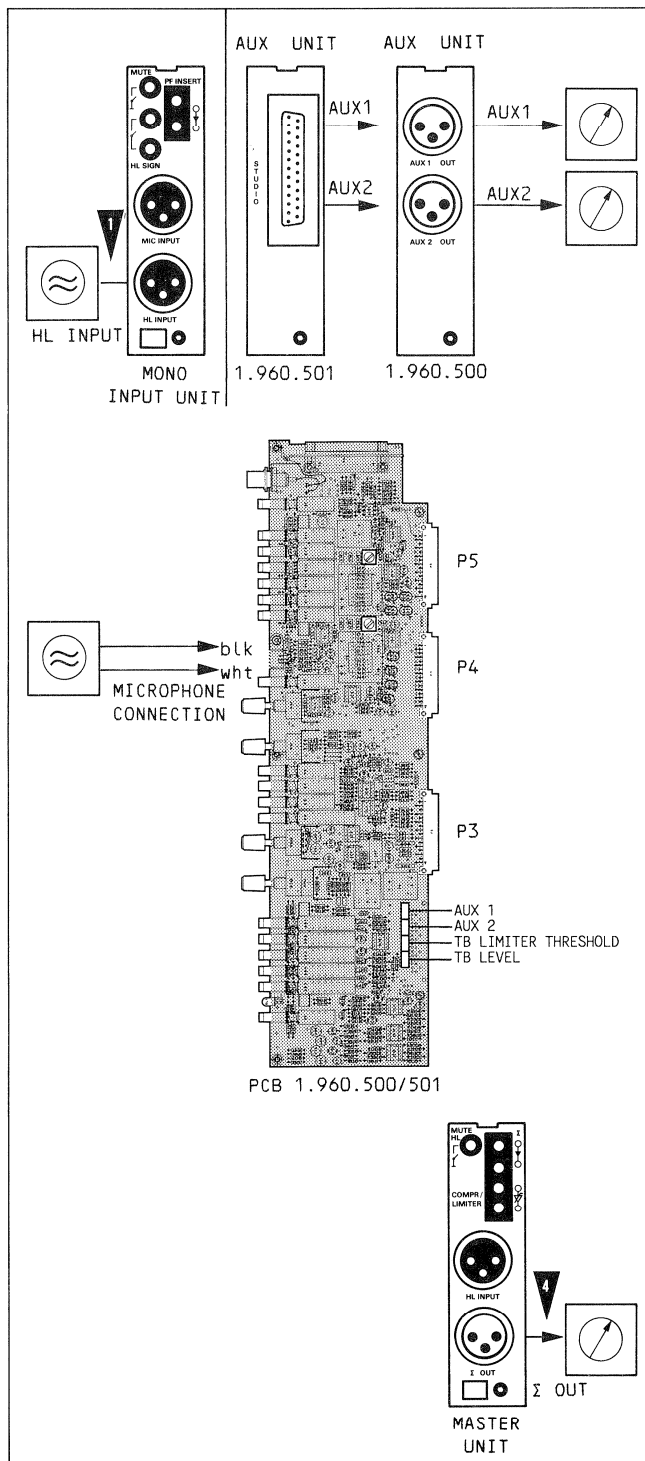 AUX UNIT
AUX UNIT
MUTE
PF INSERT
HL SIGN
MIC INPUT
HL INPUT
1
HL INPUT
MONO
INPUT UNIT
STUDIO
AUX1
AUX2
1.960.501
AUX 1 OUT
AUX 2 OUT
1.960.500
AUX1
AUX2
P5
blk
wht
MICROPHONE
CONNECTION
P4
P3
AUX 1
AUX 2
TB LIMITER THRESHOLD
TB LEVEL
PCB 1.960.500/501
MUTE
HL
Σ
COMPR/
LIMITER
HL INPUT
Σ OUT
4
Σ OUT
MASTER
UNIT